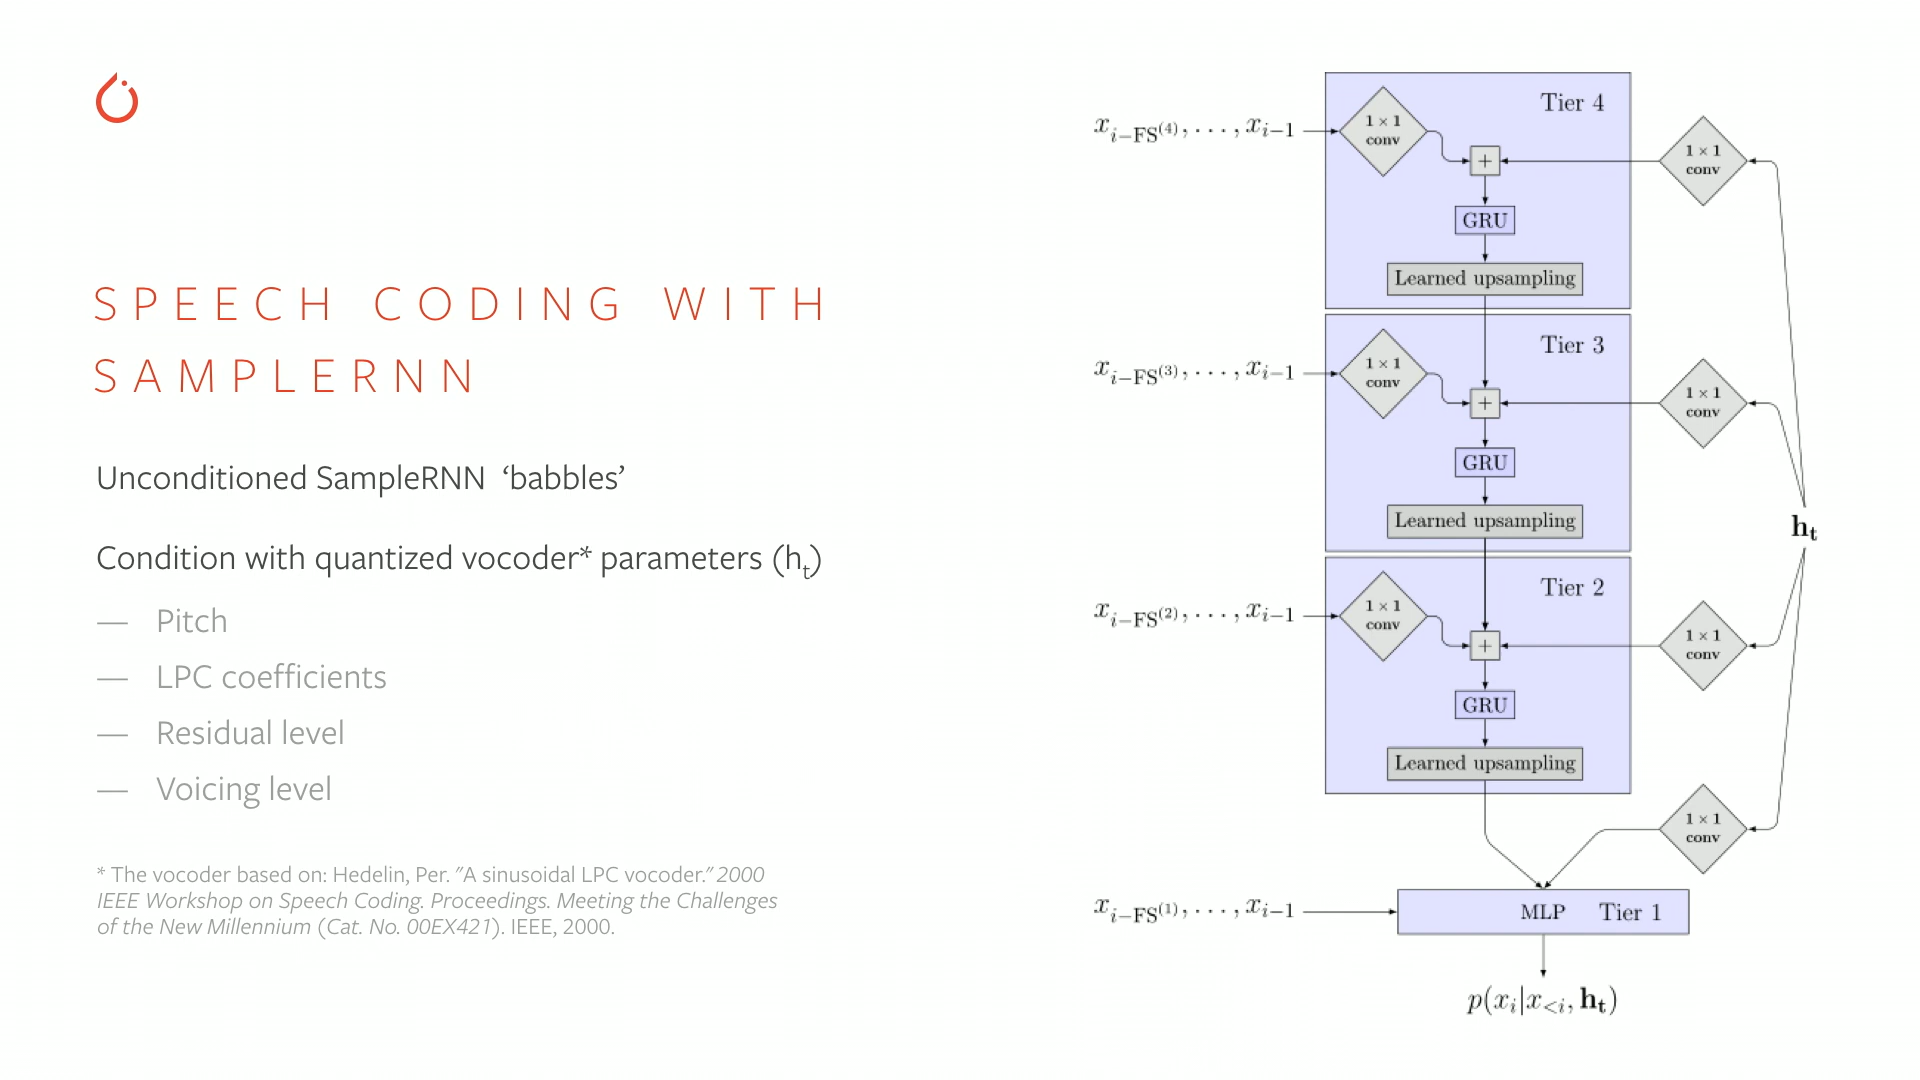 SPEECH CODING WITH
SAMPLERNN
Unconditioned SampleRNN ‘babbles’
Condition with quantized vocoder* parameters (hₜ)
— Pitch
— LPC coefficients
— Residual level
— Voicing level
* The vocoder based on: Hedelin, Per. "A sinusoidal LPC vocoder." 2000
IEEE Workshop on Speech Coding. Proceedings. Meeting the Challenges
of the New Millennium (Cat. No. 00EX421). IEEE, 2000.
Tier 4
x_{i−FS^{(4)}}, . . . , x_{i−1}
1 × 1
conv
+
1 × 1
conv
GRU
Learned upsampling
Tier 3
x_{i−FS^{(3)}}, . . . , x_{i−1}
1 × 1
conv
+
1 × 1
conv
GRU
Learned upsampling
hₜ
Tier 2
x_{i−FS^{(2)}}, . . . , x_{i−1}
1 × 1
conv
+
1 × 1
conv
GRU
Learned upsampling
1 × 1
conv
x_{i−FS^{(1)}}, . . . , x_{i−1}
MLP Tier 1
p(x_i|x_{<i}, hₜ)